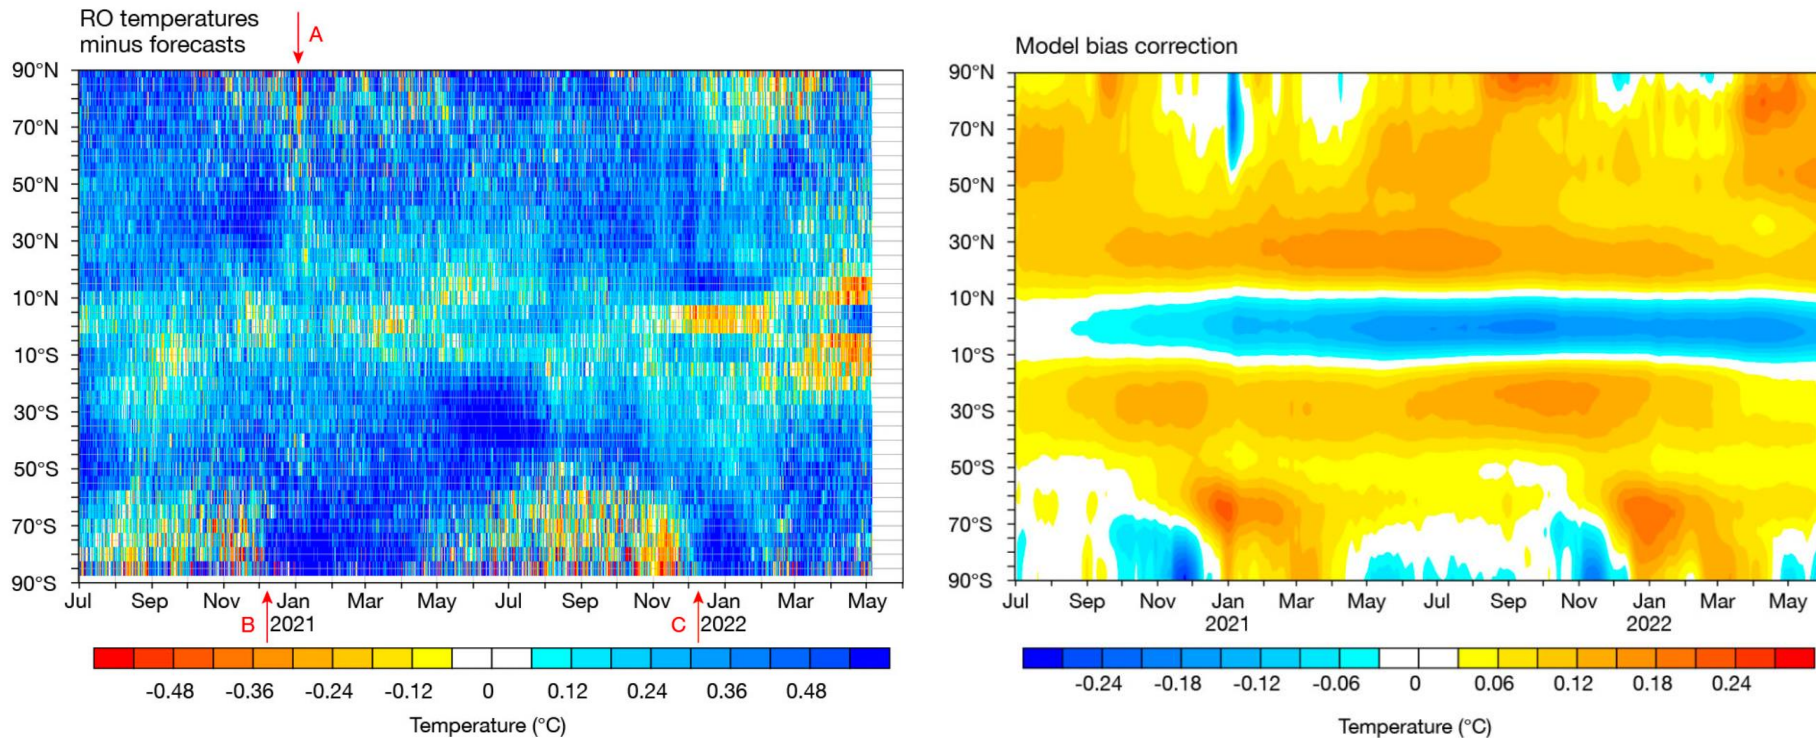 RO temperatures
minus forecasts
A
90°N
70°N
50°N
30°N
10°N
10°S
30°S
50°S
70°S
90°S
Jul Sep Nov Jan Mar May Jul Sep Nov Jan Mar May
B 2021 C 2022
-0.48 -0.36 -0.24 -0.12 0 0.12 0.24 0.36 0.48
Temperature (°C)
Model bias correction
90°N
70°N
50°N
30°N
10°N
10°S
30°S
50°S
70°S
90°S
Jul Sep Nov Jan Mar May Jul Sep Nov Jan Mar May
2021 2022
-0.24 -0.18 -0.12 -0.06 0 0.06 0.12 0.18 0.24
Temperature (°C)